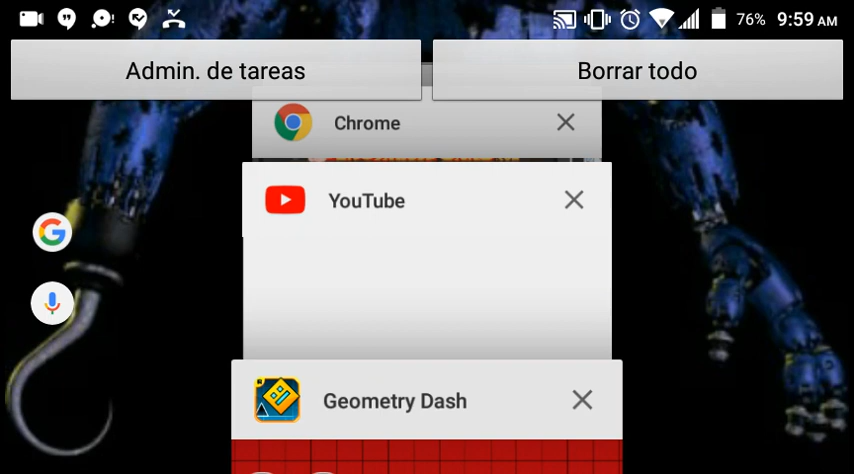 76% 9:59 AM
Admin. de tareas
Borrar todo
Chrome
YouTube
Geometry Dash